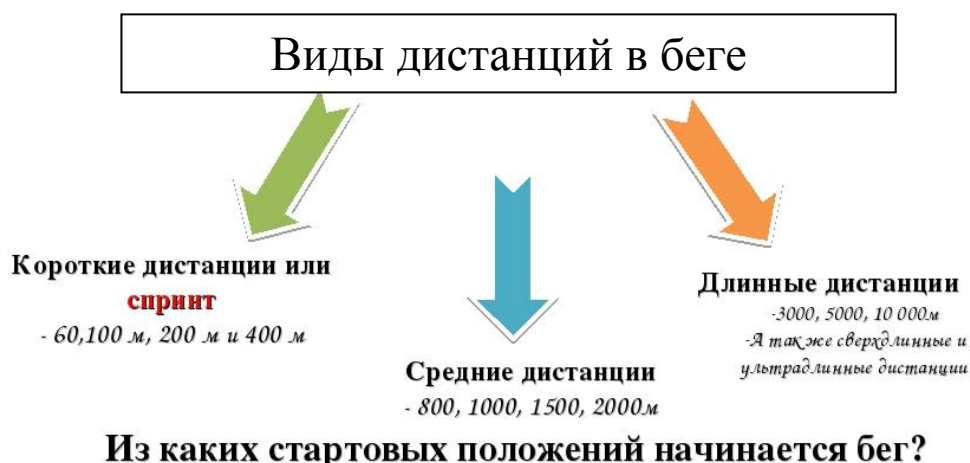 Виды дистанций в беге
Короткие дистанции или
спринт
- 60,100 м, 200 м и 400 м
Средние дистанции
- 800, 1000, 1500, 2000м
Длинные дистанции
-3000, 5000, 10 000м
-А так же сверхдлинные и
ультрадлинные дистанции
Из каких стартовых положений начинается бег?